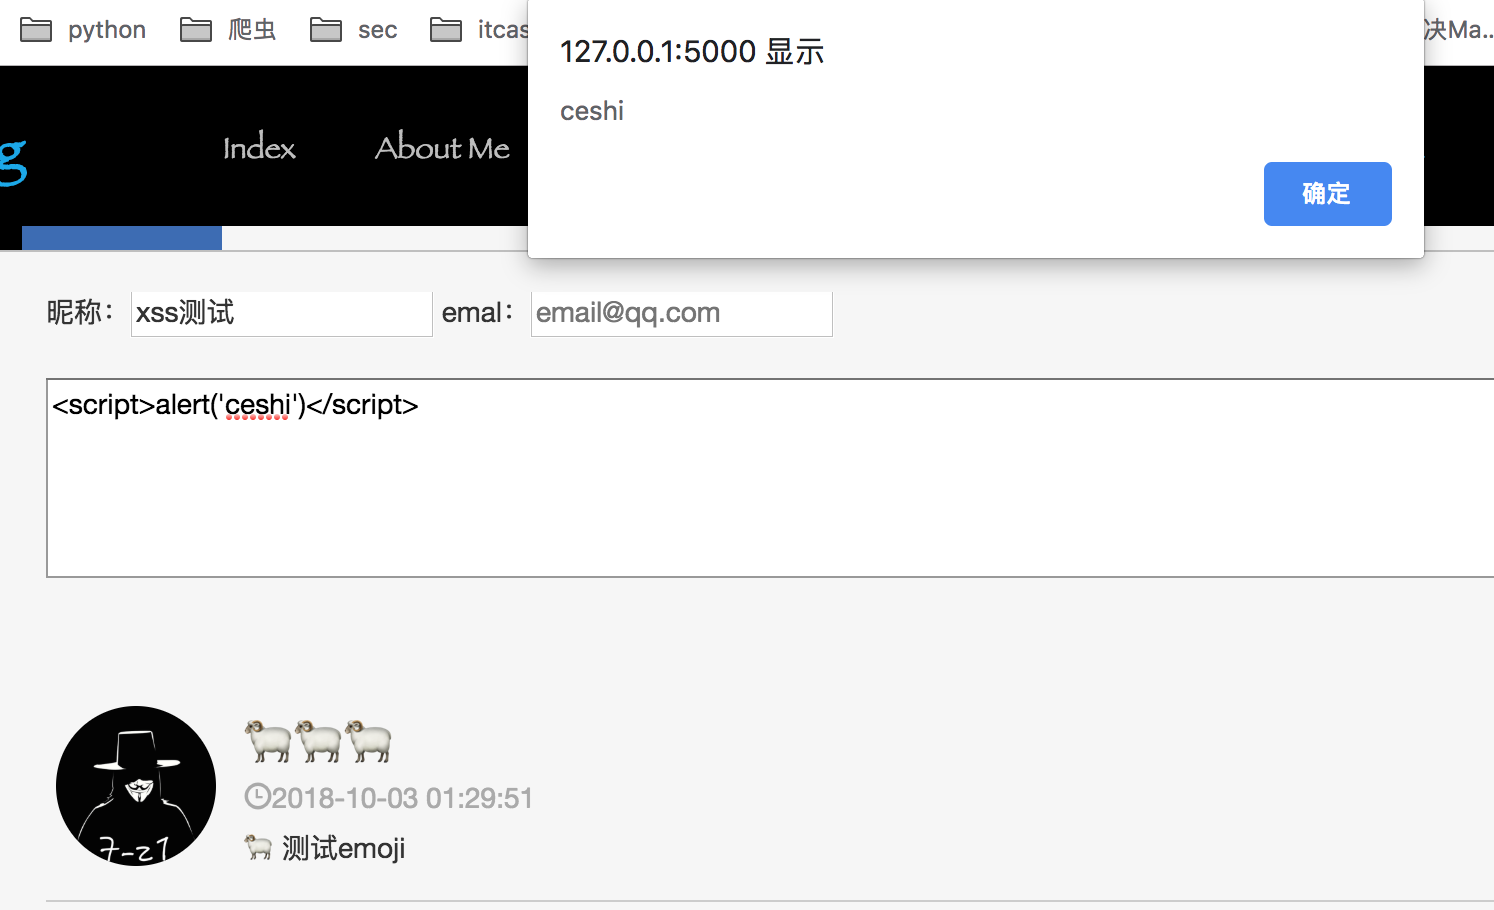 python 爬虫 sec itcas 决Ma...
127.0.0.1:5000 显示
ceshi
确定
g Index About Me
昵称： xss测试 emal： email@qq.com
<script>alert('ceshi')</script>
🐏🐏🐏
2018-10-03 01:29:51
🐏 测试emoji
7-z1